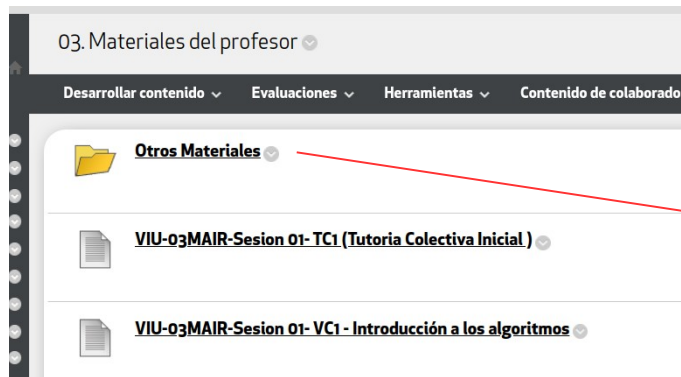 03. Materiales del profesor
Desarrollar contenido Evaluaciones Herramientas Contenido de colaborado
Otros Materiales
VIU-03MAIR-Sesion 01- TC1 (Tutoria Colectiva Inicial )
VIU-03MAIR-Sesion 01- VC1 - Introducción a los algoritmos